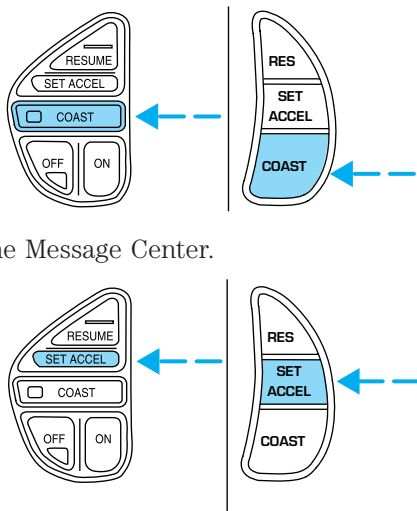 RESUME
SET ACCEL
COAST
OFF ON
RES
SET
ACCEL
COAST
e Message Center.
RESUME
SET ACCEL
COAST
OFF ON
RES
SET
ACCEL
COAST